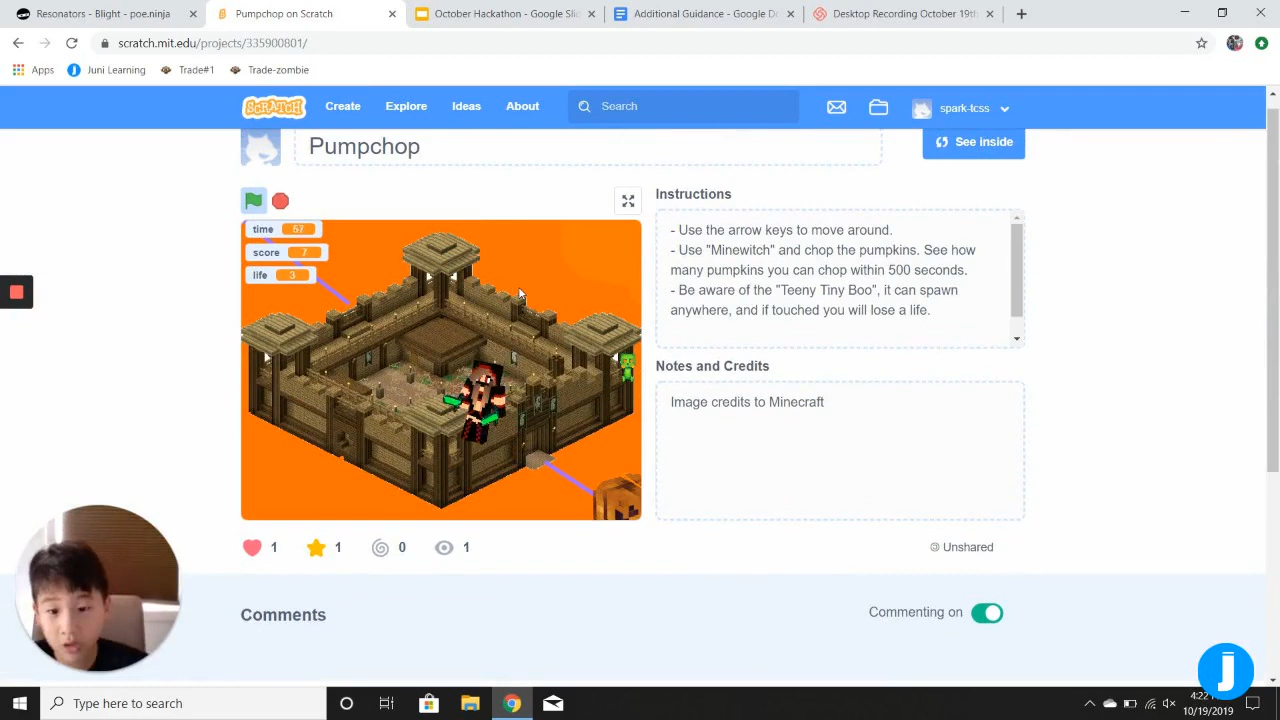 Resonators - Blight - poe.ninja
Pumpchop on Scratch
October Hackathon - Google Sli
Additional Guidance - Google D
Desktop Recording October 19th
scratch.mit.edu/projects/335900801/
Apps
Juni Learning
Trade#1
Trade-zombie
SCRATCH
Create
Explore
Ideas
About
Search
spark-tcss
Pumpchop
See inside
time 57
score 7
life 3
Instructions
- Use the arrow keys to move around.
- Use "Minewitch" and chop the pumpkins. See how
many pumpkins you can chop within 500 seconds.
- Be aware of the "Teeny Tiny Boo", it can spawn
anywhere, and if touched you will lose a life.
Notes and Credits
Image credits to Minecraft
1
1
0
1
Unshared
Comments
Commenting on
J
Type here to search
4:22
10/19/2019